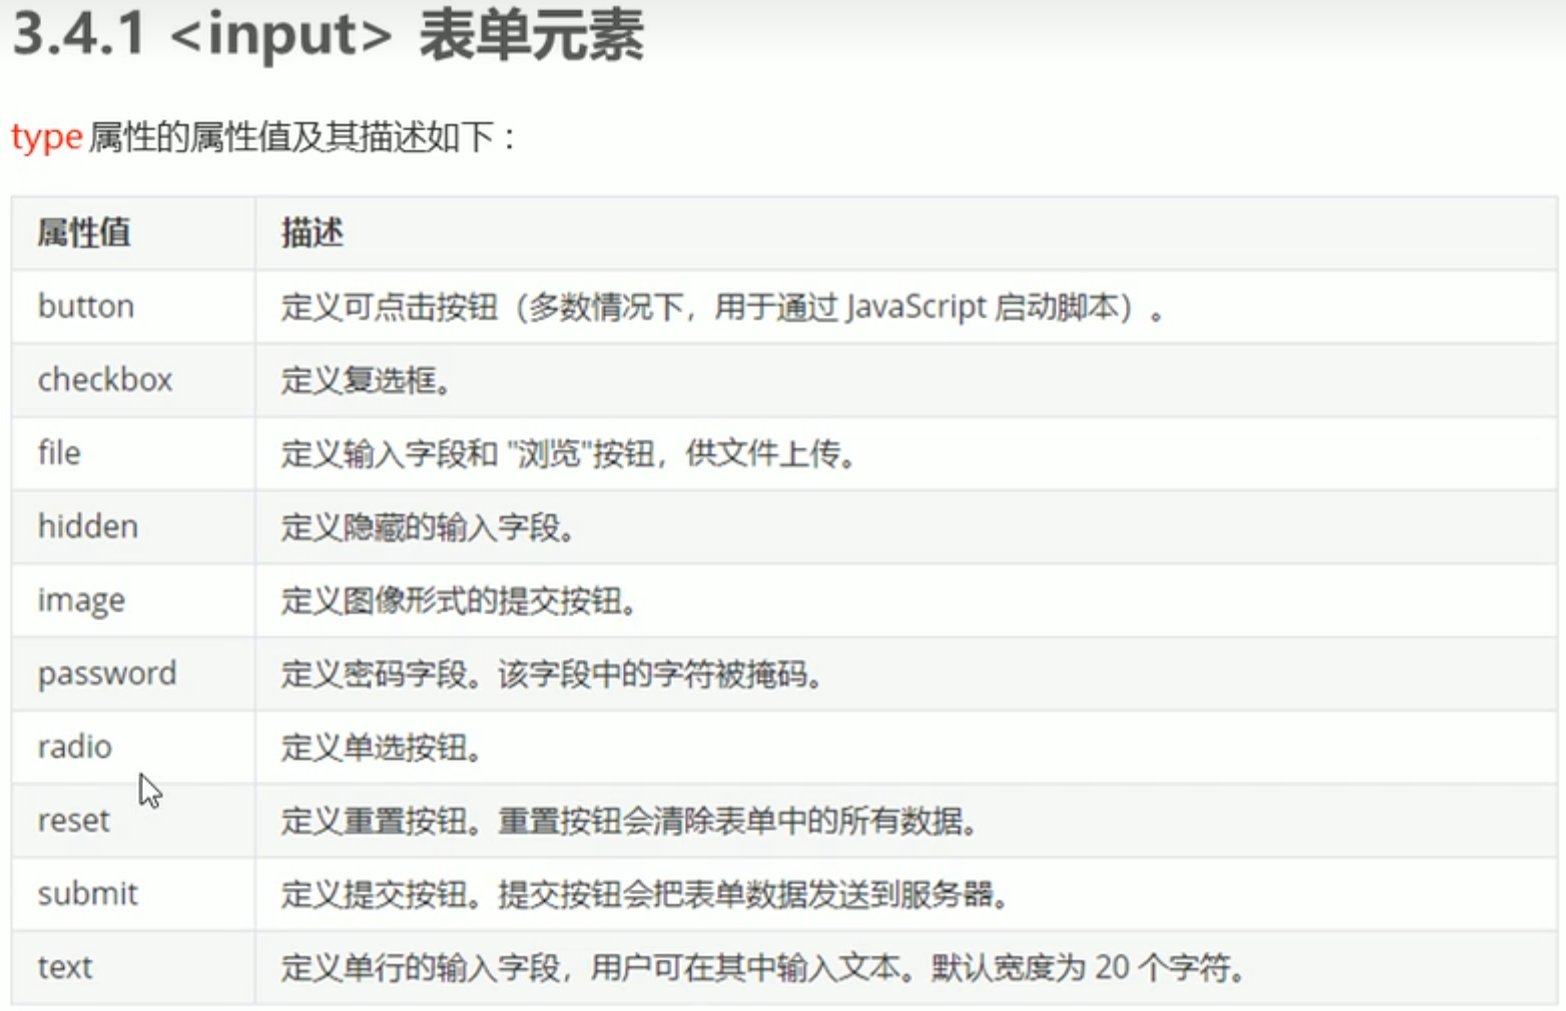 3.4.1 <input> 表单元素
type 属性的属性值及其描述如下：
属性值 描述
button 定义可点击按钮（多数情况下，用于通过 JavaScript 启动脚本）。
checkbox 定义复选框。
file 定义输入字段和 "浏览"按钮，供文件上传。
hidden 定义隐藏的输入字段。
image 定义图像形式的提交按钮。
password 定义密码字段。该字段中的字符被掩码。
radio 定义单选按钮。
reset 定义重置按钮。重置按钮会清除表单中的所有数据。
submit 定义提交按钮。提交按钮会把表单数据发送到服务器。
text 定义单行的输入字段，用户可在其中输入文本。默认宽度为 20 个字符。